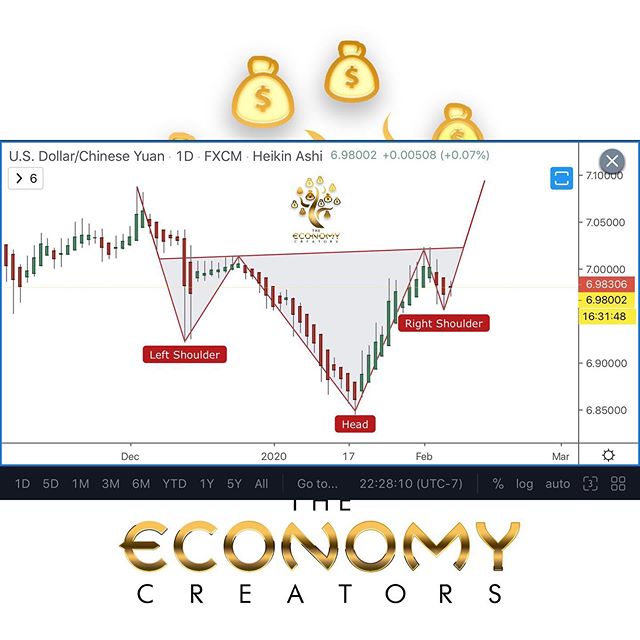 U.S. Dollar/Chinese Yuan · 1D · FXCM · Heikin Ashi 6.98002 +0.00508 (+0.07%)
6
7.10000
THE
ECONOMY
CREATORS
7.05000
7.00000
6.98306
6.98002
16:31:48
Right Shoulder
Left Shoulder
6.90000
Head
6.85000
Dec 2020 17 Feb Mar
1D 5D 1M 3M 6M YTD 1Y 5Y All Go to... 22:28:10 (UTC-7) % log auto
THE
ECONOMY
CREATORS